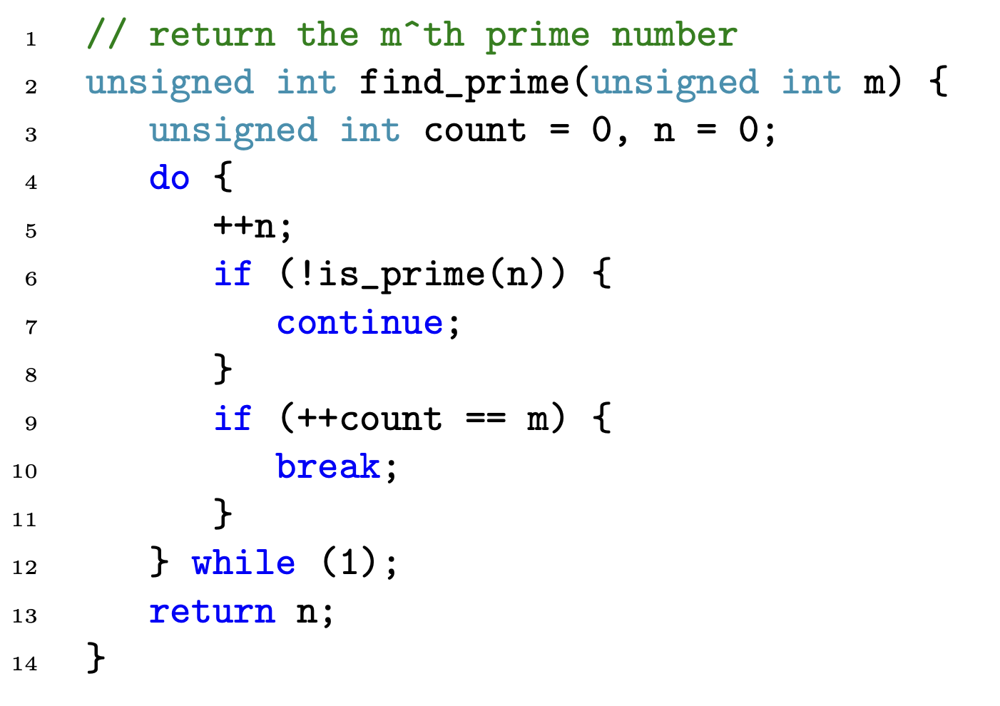 1 // return the m^th prime number
2 unsigned int find_prime(unsigned int m) {
3 unsigned int count = 0, n = 0;
4 do {
5 ++n;
6 if (!is_prime(n)) {
7 continue;
8 }
9 if (++count == m) {
10 break;
11 }
12 } while (1);
13 return n;
14 }